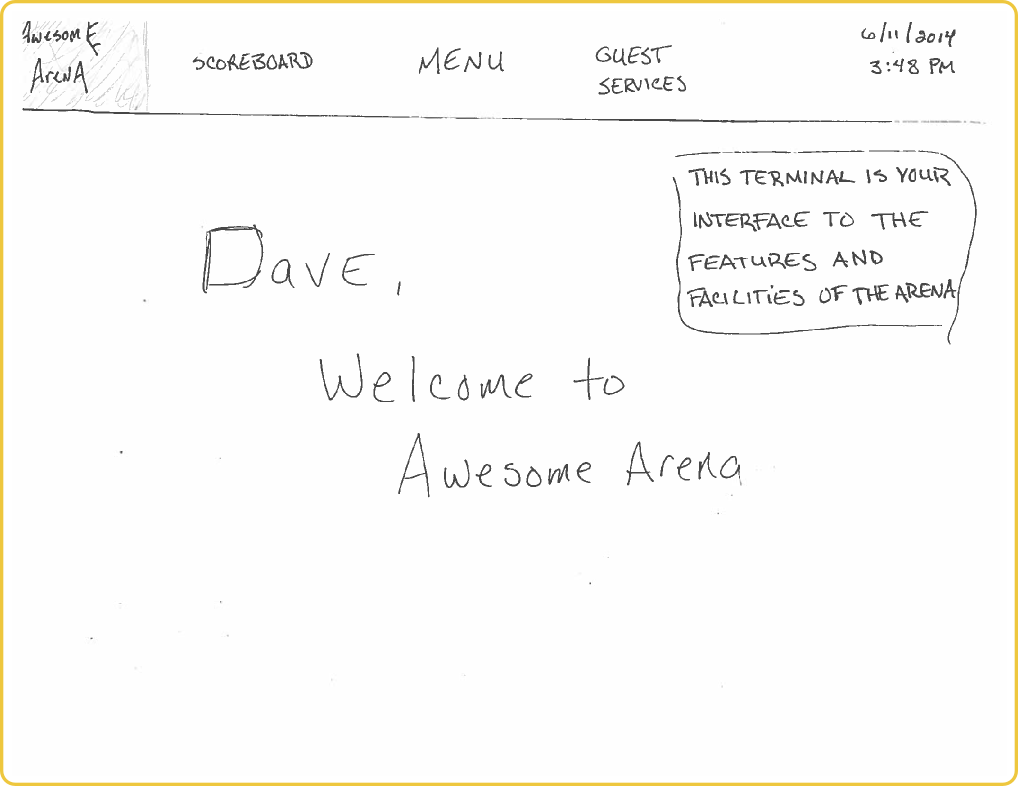 Awesome
Arena
SCOREBOARD
MENU
GUEST
SERVICES
6/11/2014
3:48 PM
THIS TERMINAL IS YOUR
INTERFACE TO THE
FEATURES AND
FACILITIES OF THE ARENA
Dave,
Welcome to
Awesome Arena